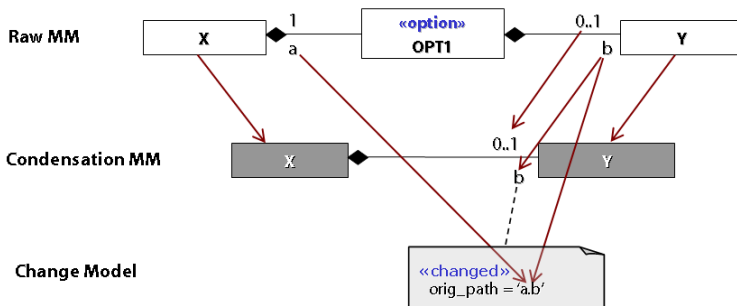 Raw MM
X
1
a
«option»
OPT1
0..1
b
Y
Condensation MM
X
0..1
b
Y
Change Model
«changed»
orig_path = 'a.b'